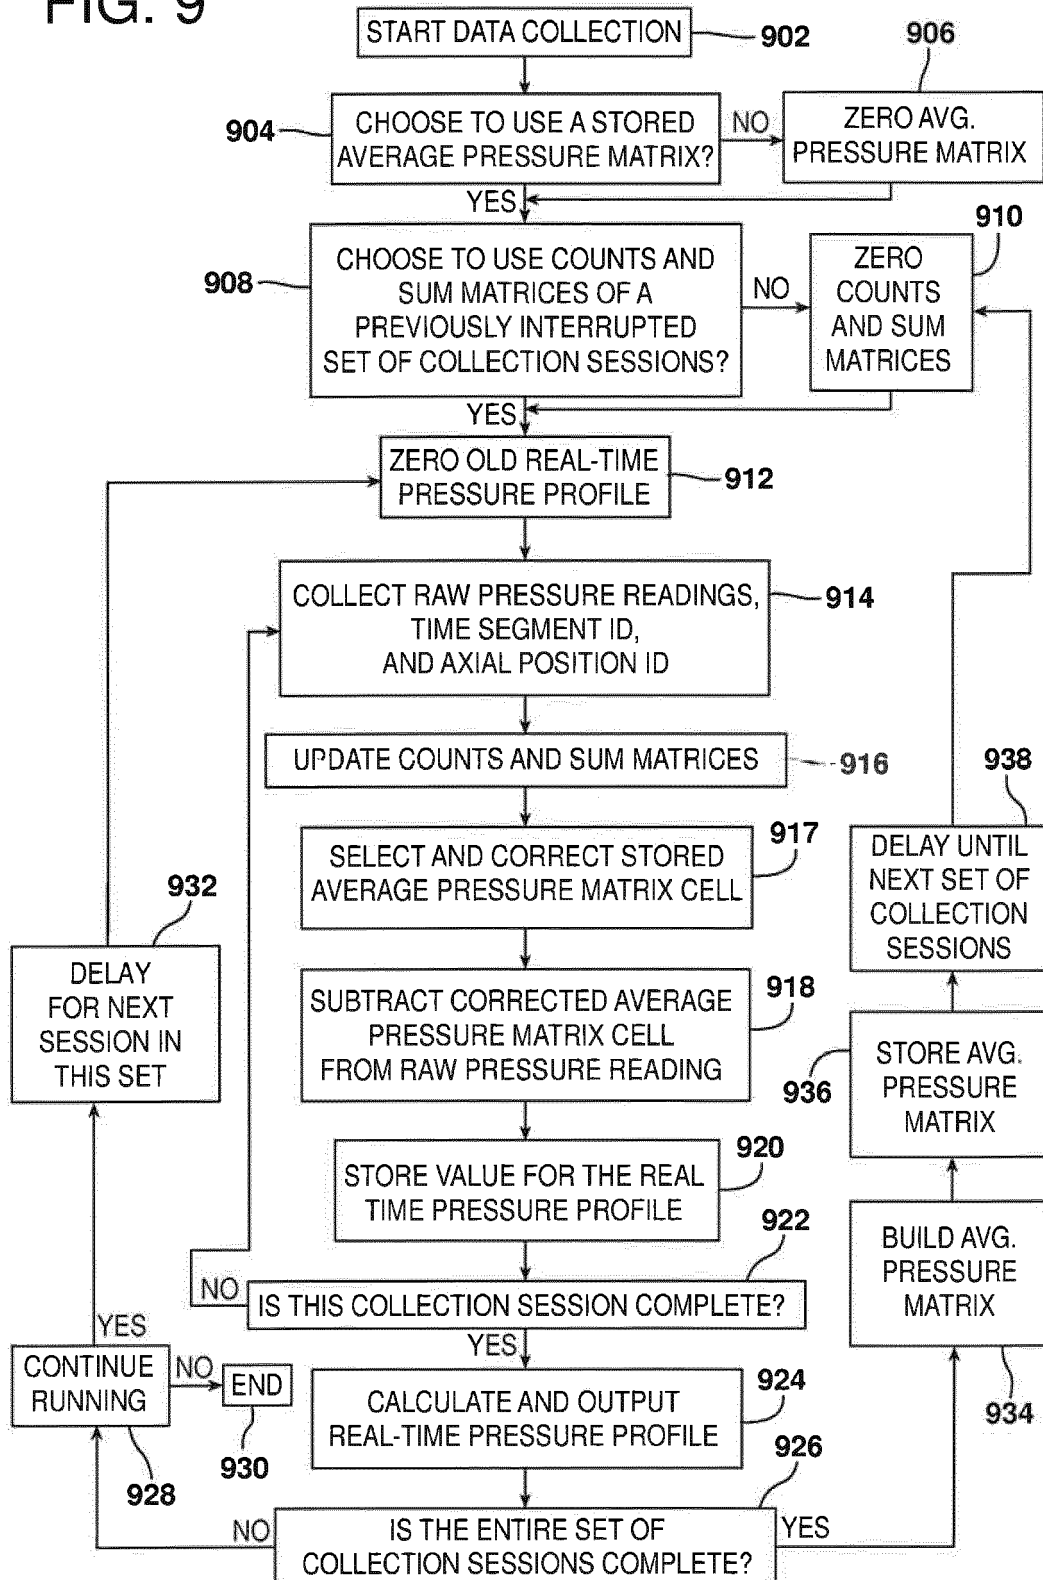 FIG. 9
START DATA COLLECTION
902
906
904
CHOOSE TO USE A STORED
AVERAGE PRESSURE MATRIX?
NO
ZERO AVG.
PRESSURE MATRIX
YES
910
908
CHOOSE TO USE COUNTS AND
SUM MATRICES OF A
PREVIOUSLY INTERRUPTED
SET OF COLLECTION SESSIONS?
NO
ZERO
COUNTS
AND SUM
MATRICES
YES
ZERO OLD REAL-TIME
PRESSURE PROFILE
912
COLLECT RAW PRESSURE READINGS,
TIME SEGMENT ID,
AND AXIAL POSITION ID
914
UPDATE COUNTS AND SUM MATRICES
916
938
917
SELECT AND CORRECT STORED
AVERAGE PRESSURE MATRIX CELL
DELAY UNTIL
NEXT SET OF
COLLECTION
SESSIONS
932
DELAY
FOR NEXT
SESSION IN
THIS SET
918
SUBTRACT CORRECTED AVERAGE
PRESSURE MATRIX CELL
FROM RAW PRESSURE READING
STORE AVG.
PRESSURE
MATRIX
936
920
STORE VALUE FOR THE REAL
TIME PRESSURE PROFILE
922
BUILD AVG.
PRESSURE
MATRIX
NO
IS THIS COLLECTION SESSION COMPLETE?
YES
YES
CONTINUE
RUNNING
NO
END
CALCULATE AND OUTPUT
REAL-TIME PRESSURE PROFILE
924
934
930
928
926
NO
IS THE ENTIRE SET OF
COLLECTION SESSIONS COMPLETE?
YES